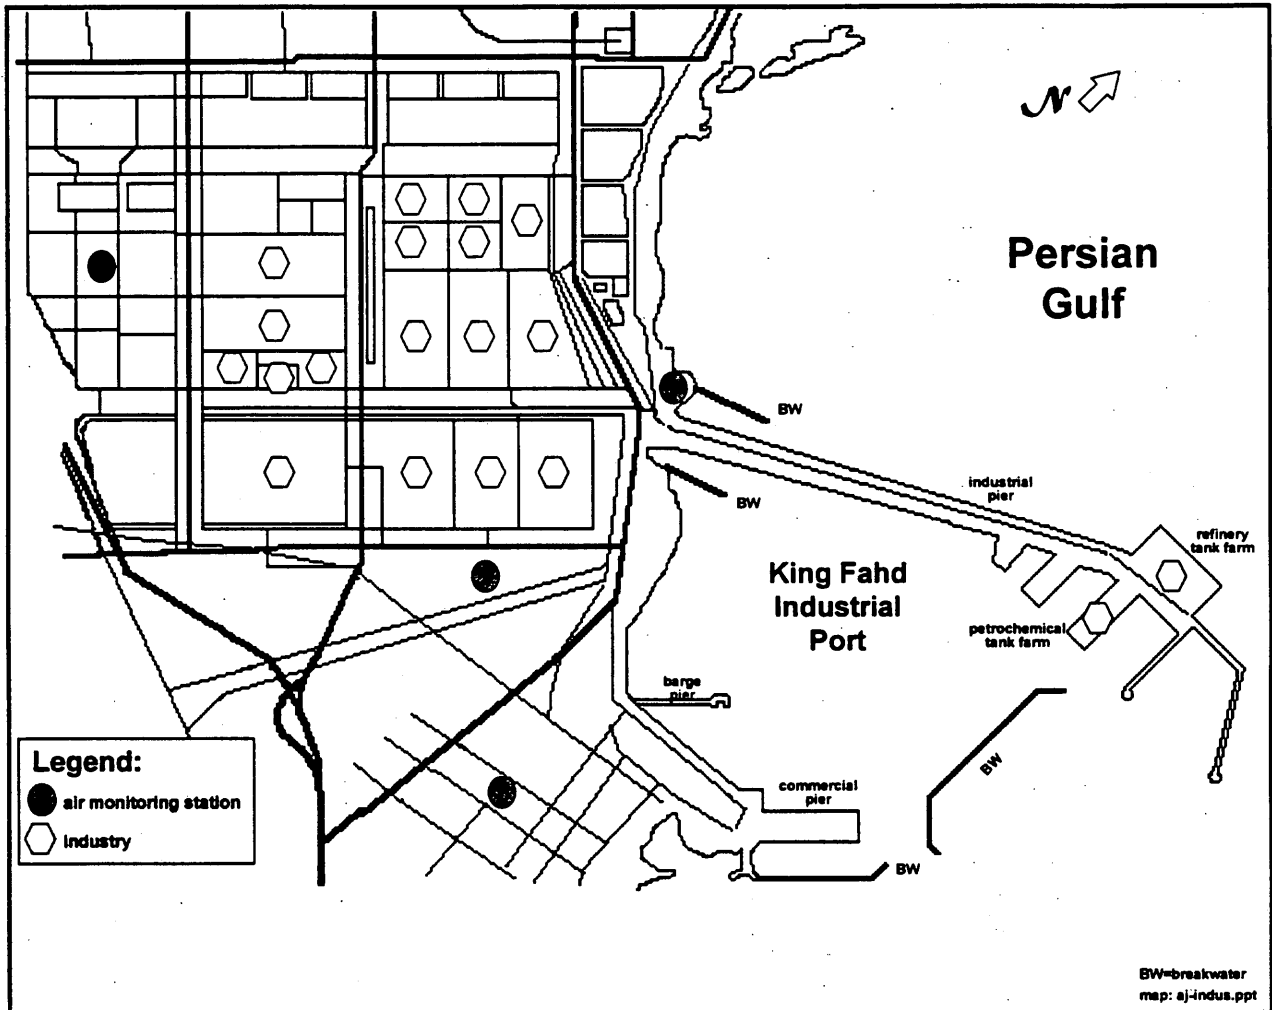 N
Persian
Gulf
BW
BW
industrial
pier
refinery
tank farm
King Fahd
Industrial
Port
petrochemical
tank farm
barge
pier
BW
commercial
pier
BW
Legend:
air monitoring station
industry
BW=breakwater
map: aj-indus.ppt